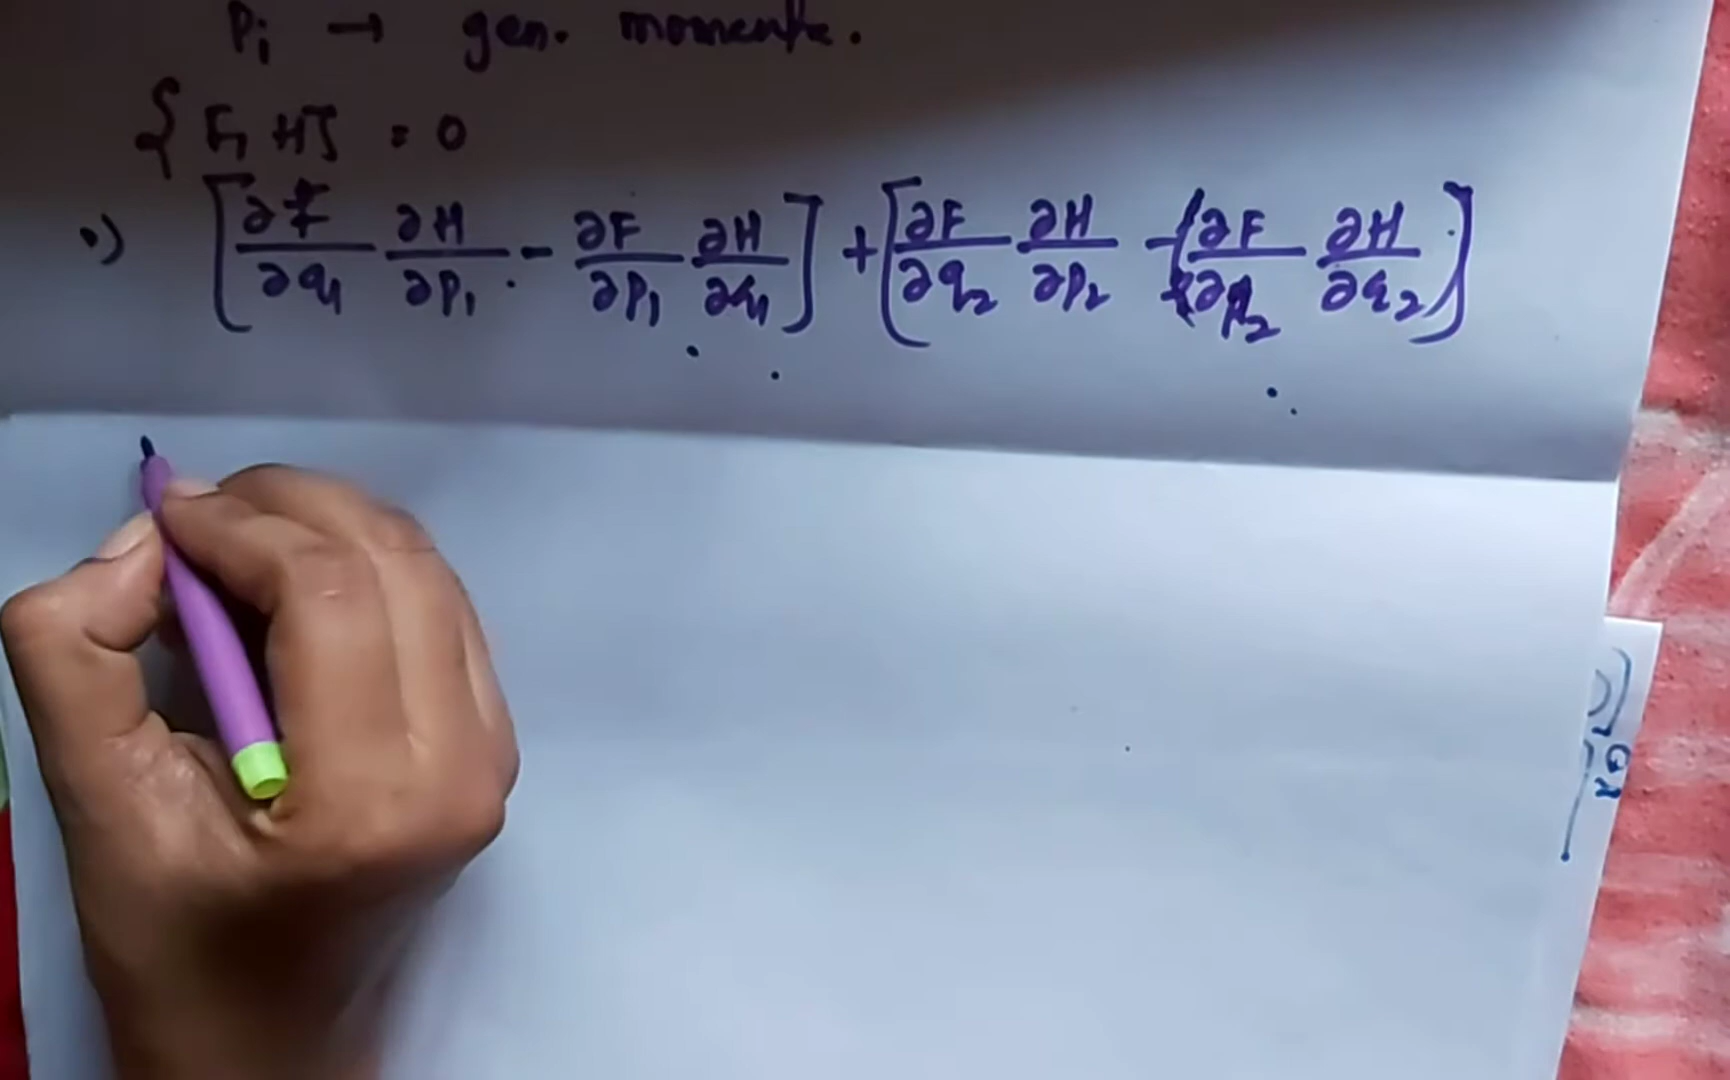 Pi → gen. momenta.
{F, H} = 0
⇒) [∂F/∂q₁ ∂H/∂p₁ - ∂F/∂p₁ ∂H/∂q₁] + [∂F/∂q₂ ∂H/∂p₂ - ∂F/∂p₂ ∂H/∂q₂]